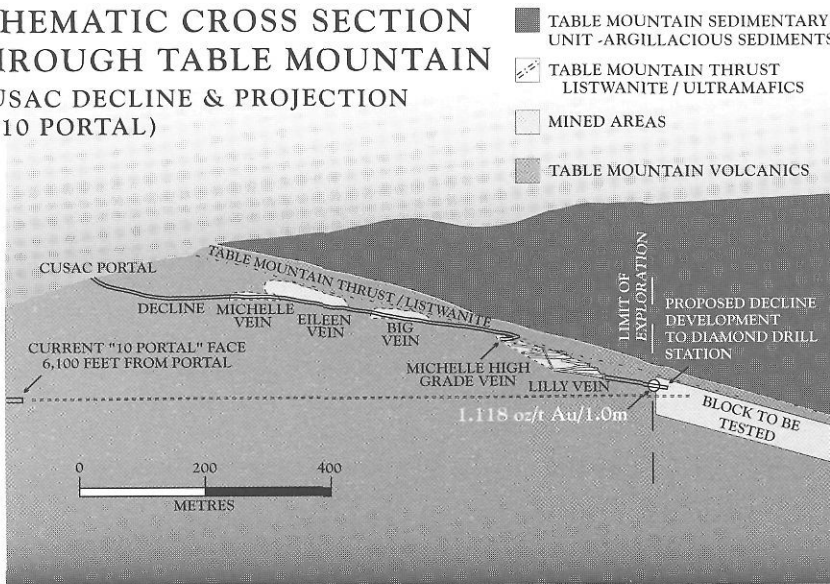 HEMATIC CROSS SECTION
HROUGH TABLE MOUNTAIN
USAC DECLINE & PROJECTION
10 PORTAL)
TABLE MOUNTAIN SEDIMENTARY
UNIT -ARGILLACIOUS SEDIMENTS
TABLE MOUNTAIN THRUST
LISTWANITE / ULTRAMAFICS
MINED AREAS
TABLE MOUNTAIN VOLCANICS
CUSAC PORTAL
TABLE MOUNTAIN THRUST / LISTWANITE
DECLINE
MICHELLE
VEIN
EILEEN
VEIN
BIG
VEIN
LIMIT OF
EXPLORATION
PROPOSED DECLINE
DEVELOPMENT
TO DIAMOND DRILL
STATION
CURRENT "10 PORTAL" FACE
6,100 FEET FROM PORTAL
MICHELLE HIGH
GRADE VEIN
LILLY VEIN
1.118 oz/t Au/1.0m
BLOCK TO BE
TESTED
0 200 400
METRES